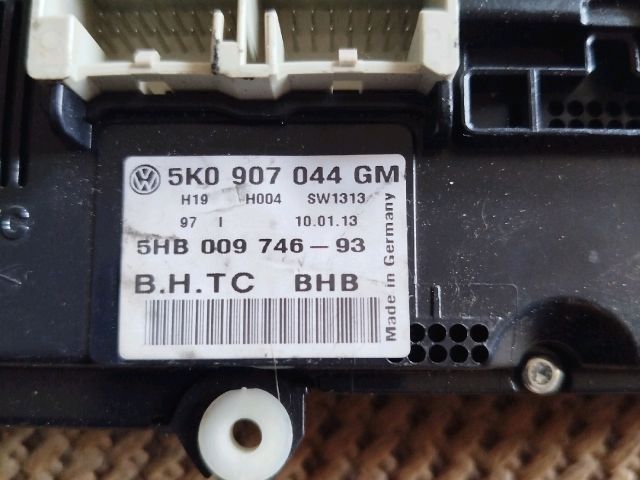 5K0 907 044 GM
H19 H004 SW1313
97 I 10.01.13
5HB 009 746-93
B.H.TC BHB
Made in Germany